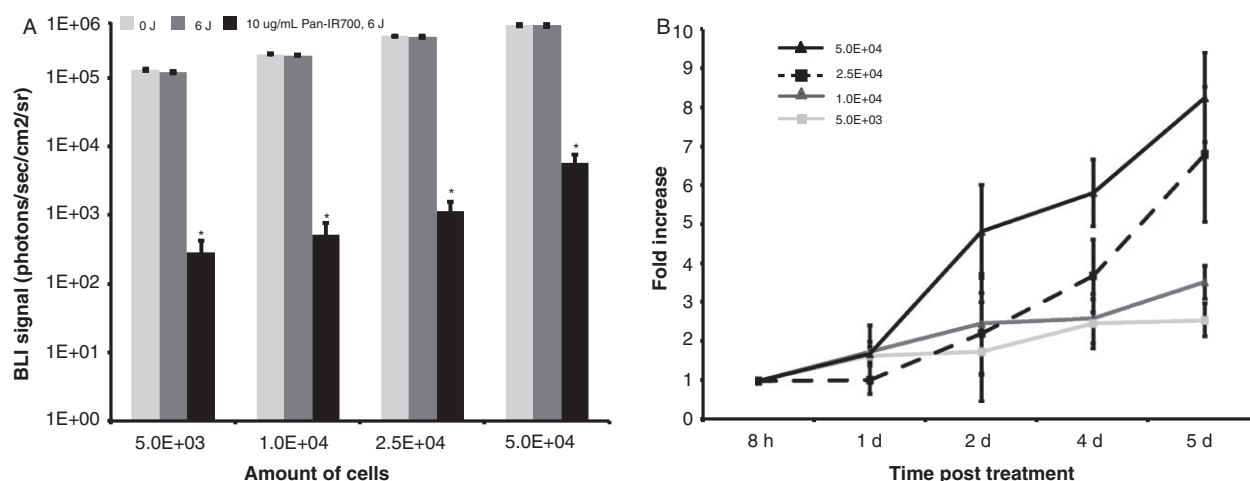 A
0 J
6 J
10 ug/mL Pan-IR700, 6 J
1E+06
1E+05
1E+04
1E+03
1E+02
1E+01
1E+00
BLI signal (photons/sec/cm2/sr)
*
*
*
*
5.0E+03
1.0E+04
2.5E+04
5.0E+04
Amount of cells
B
10
9
8
7
6
5
4
3
2
1
0
Fold increase
5.0E+04
2.5E+04
1.0E+04
5.0E+03
8 h
1 d
2 d
4 d
5 d
Time post treatment